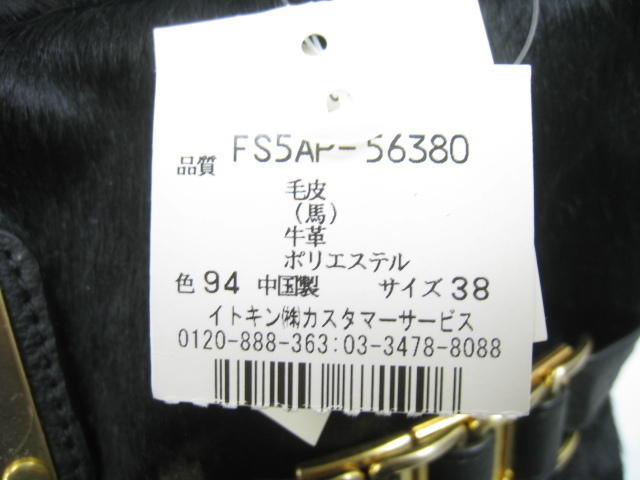 品質 FS5AP-56380
毛皮
(馬)
牛革
ポリエステル
色 94 中国製 サイズ 38
イトキン㈱カスタマーサービス
0120-888-363:03-3478-8088